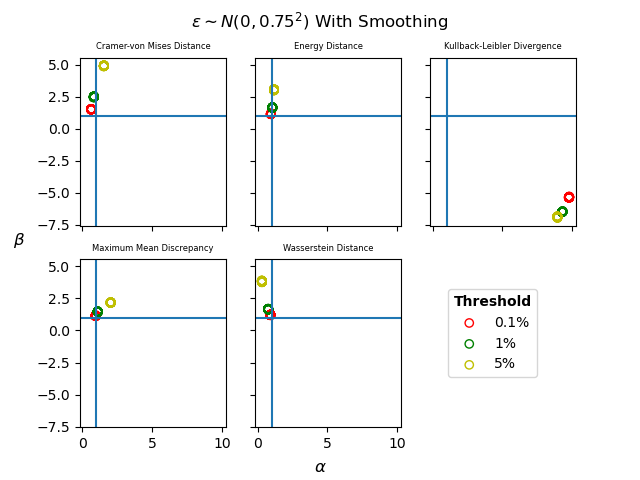 ε ~ N(0, 0.75²) With Smoothing
Cramer-von Mises Distance
Energy Distance
Kullback-Leibler Divergence
5.0
2.5
0.0
−2.5
−5.0
−7.5
β
Maximum Mean Discrepancy
Wasserstein Distance
5.0
2.5
0.0
−2.5
−5.0
−7.5
0 5 10
0 5 10
α
Threshold
0.1%
1%
5%